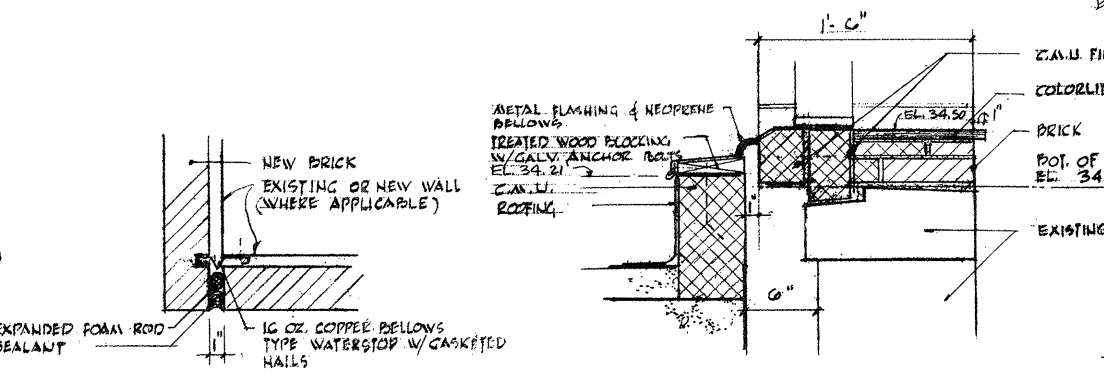 NEW BRICK
EXISTING OR NEW WALL
(WHERE APPLICABLE)
EXPANDED FOAM ROD
SEALANT
1"
16 OZ. COPPER BELLOWS
TYPE WATERSTOP W/ GASKETED
NAILS
1'-6"
METAL FLASHING & NEOPRENE
BELLOWS
TREATED WOOD BLOCKING
W/ GALV. ANCHOR BOLTS
EL. 34.21
C.M.U.
ROOFING
1"
6"
EL. 34.50
1"
C.M.U. FI
COLORLI
BRICK
BOT. OF
EL. 34
EXISTING